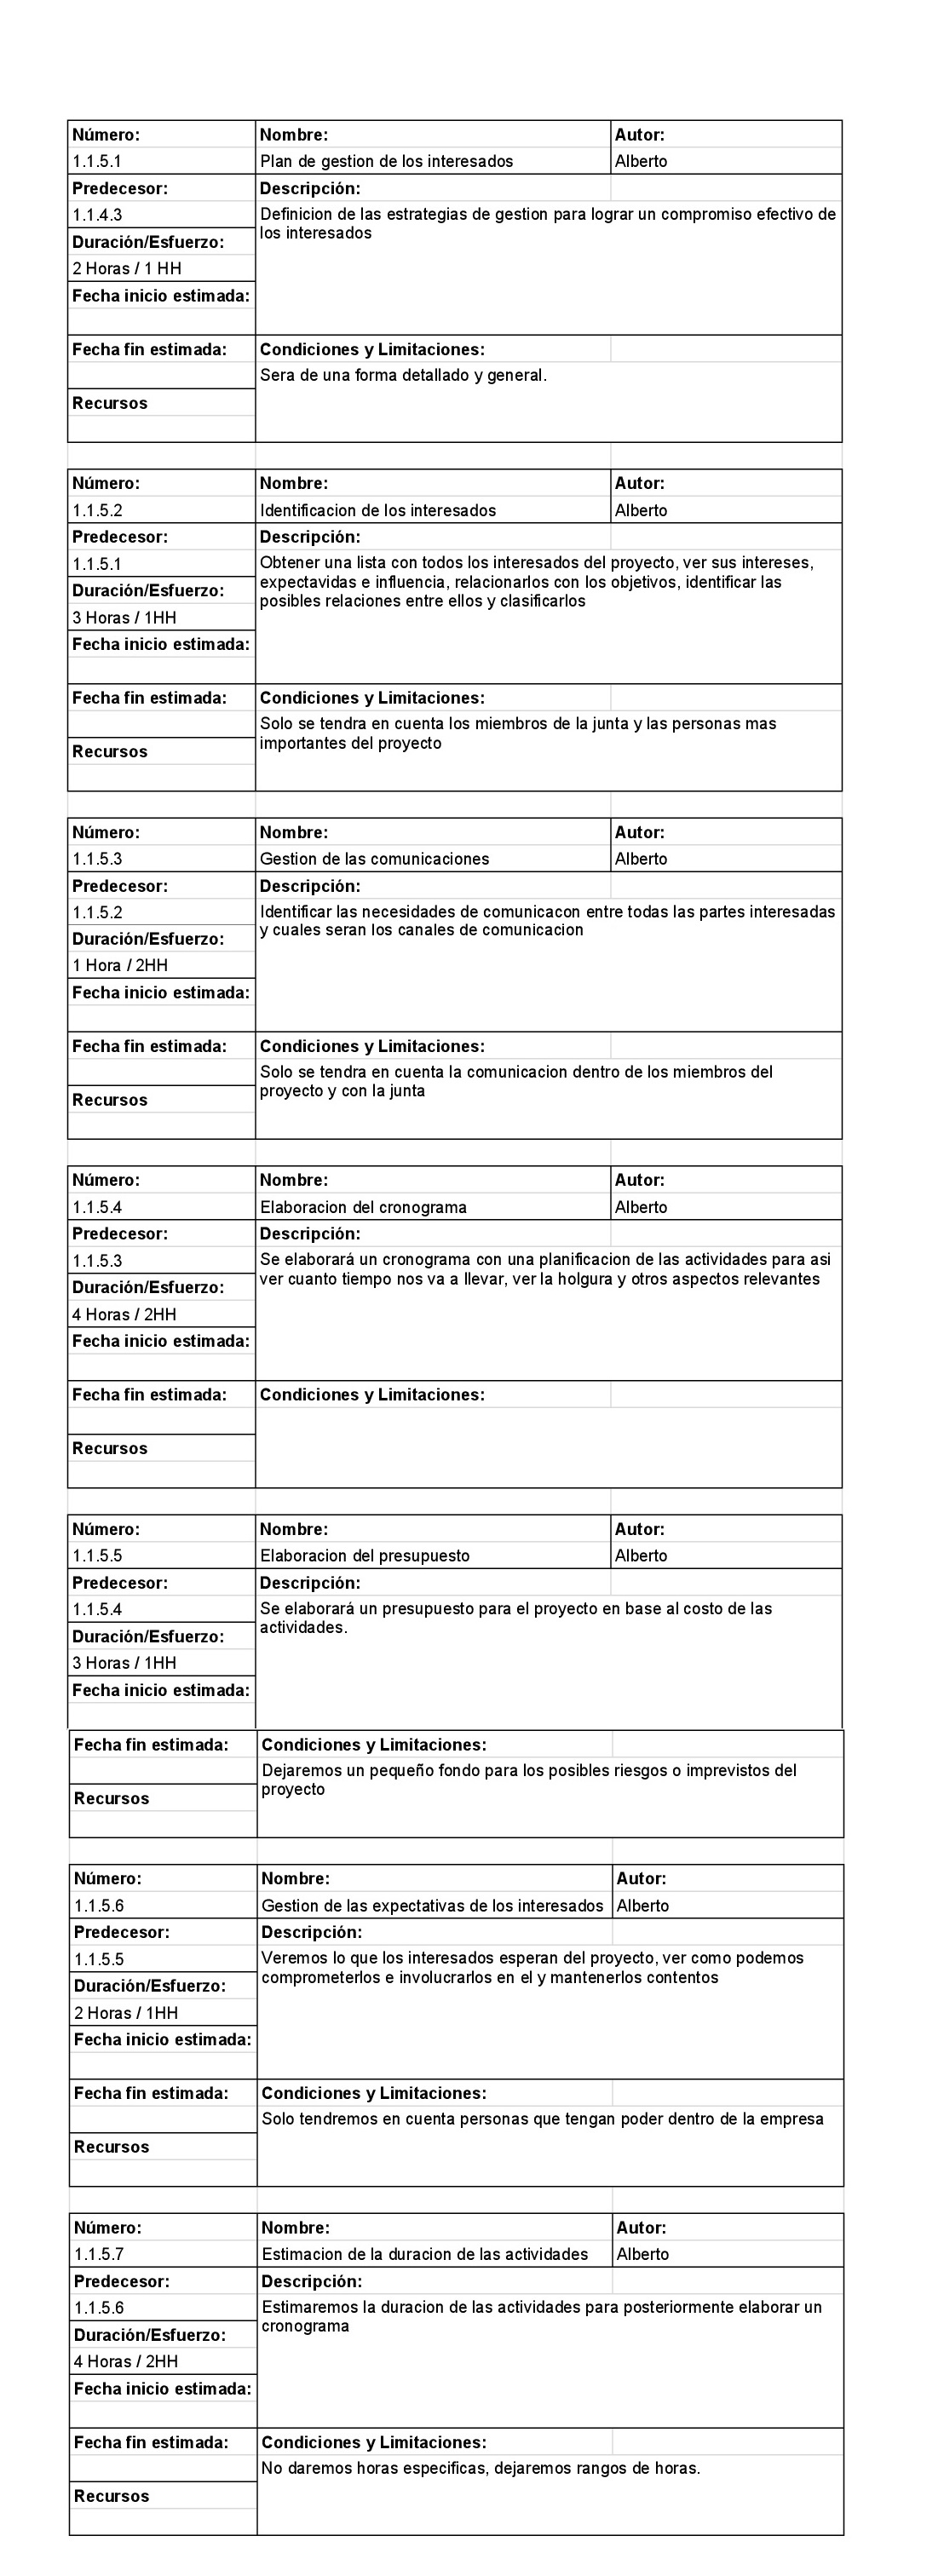 Número: Nombre: Autor:
1.1.5.1 Plan de gestion de los interesados Alberto
Predecesor: Descripción:
1.1.4.3 Definicion de las estrategias de gestion para lograr un compromiso efectivo de
los interesados
Duración/Esfuerzo:
2 Horas / 1 HH
Fecha inicio estimada:
Fecha fin estimada: Condiciones y Limitaciones:
Sera de una forma detallado y general.
Recursos
Número: Nombre: Autor:
1.1.5.2 Identificacion de los interesados Alberto
Predecesor: Descripción:
1.1.5.1 Obtener una lista con todos los interesados del proyecto, ver sus intereses,
expectavidas e influencia, relacionarlos con los objetivos, identificar las
Duración/Esfuerzo:
posibles relaciones entre ellos y clasificarlos
3 Horas / 1HH
Fecha inicio estimada:
Fecha fin estimada: Condiciones y Limitaciones:
Solo se tendra en cuenta los miembros de la junta y las personas mas
importantes del proyecto
Recursos
Número: Nombre: Autor:
1.1.5.3 Gestion de las comunicaciones Alberto
Predecesor: Descripción:
1.1.5.2 Identificar las necesidades de comunicacon entre todas las partes interesadas
y cuales seran los canales de comunicacion
Duración/Esfuerzo:
1 Hora / 2HH
Fecha inicio estimada:
Fecha fin estimada: Condiciones y Limitaciones:
Solo se tendra en cuenta la comunicacion dentro de los miembros del
proyecto y con la junta
Recursos
Número: Nombre: Autor:
1.1.5.4 Elaboracion del cronograma Alberto
Predecesor: Descripción:
1.1.5.3 Se elaborará un cronograma con una planificacion de las actividades para asi
ver cuanto tiempo nos va a llevar, ver la holgura y otros aspectos relevantes
Duración/Esfuerzo:
4 Horas / 2HH
Fecha inicio estimada:
Fecha fin estimada: Condiciones y Limitaciones:
Recursos
Número: Nombre: Autor:
1.1.5.5 Elaboracion del presupuesto Alberto
Predecesor: Descripción:
1.1.5.4 Se elaborará un presupuesto para el proyecto en base al costo de las
actividades.
Duración/Esfuerzo:
3 Horas / 1HH
Fecha inicio estimada:
Fecha fin estimada: Condiciones y Limitaciones:
Dejaremos un pequeño fondo para los posibles riesgos o imprevistos del
proyecto
Recursos
Número: Nombre: Autor:
1.1.5.6 Gestion de las expectativas de los interesados Alberto
Predecesor: Descripción:
1.1.5.5 Veremos lo que los interesados esperan del proyecto, ver como podemos
comprometerlos e involucrarlos en el y mantenerlos contentos
Duración/Esfuerzo:
2 Horas / 1HH
Fecha inicio estimada:
Fecha fin estimada: Condiciones y Limitaciones:
Solo tendremos en cuenta personas que tengan poder dentro de la empresa
Recursos
Número: Nombre: Autor:
1.1.5.7 Estimacion de la duracion de las actividades Alberto
Predecesor: Descripción:
1.1.5.6 Estimaremos la duracion de las actividades para posteriormente elaborar un
cronograma
Duración/Esfuerzo:
4 Horas / 2HH
Fecha inicio estimada:
Fecha fin estimada: Condiciones y Limitaciones:
No daremos horas especificas, dejaremos rangos de horas.
Recursos